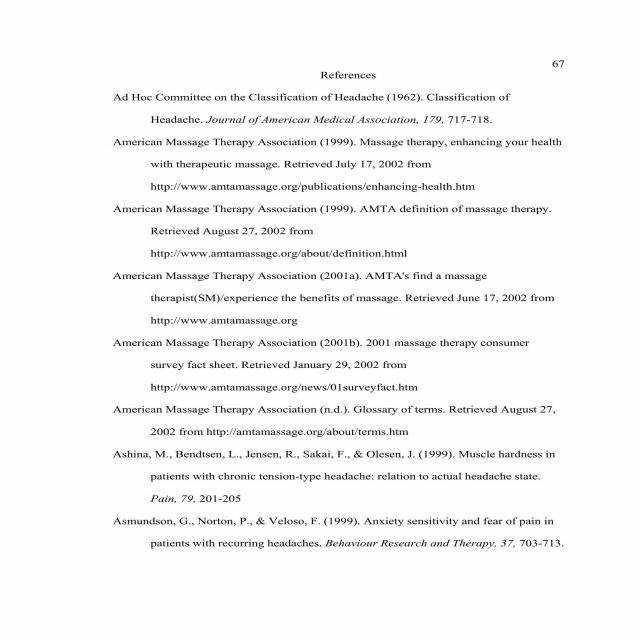 67
References
Ad Hoc Committee on the Classification of Headache (1962). Classification of
Headache. Journal of American Medical Association, 179, 717-718.
American Massage Therapy Association (1999). Massage therapy, enhancing your health
with therapeutic massage. Retrieved July 17, 2002 from
http://www.amtamassage.org/publications/enhancing-health.htm
American Massage Therapy Association (1999). AMTA definition of massage therapy.
Retrieved August 27, 2002 from
http://www.amtamassage.org/about/definition.html
American Massage Therapy Association (2001a). AMTA's find a massage
therapist(SM)/experience the benefits of massage. Retrieved June 17, 2002 from
http://www.amtamassage.org
American Massage Therapy Association (2001b). 2001 massage therapy consumer
survey fact sheet. Retrieved January 29, 2002 from
http://www.amtamassage.org/news/01surveyfact.htm
American Massage Therapy Association (n.d.). Glossary of terms. Retrieved August 27,
2002 from http://amtamassage.org/about/terms.htm
Ashina, M., Bendtsen, L., Jensen, R., Sakai, F., & Olesen, J. (1999). Muscle hardness in
patients with chronic tension-type headache: relation to actual headache state.
Pain, 79, 201-205
Asmundson, G., Norton, P., & Veloso, F. (1999). Anxiety sensitivity and fear of pain in
patients with recurring headaches. Behaviour Research and Therapy, 37, 703-713.